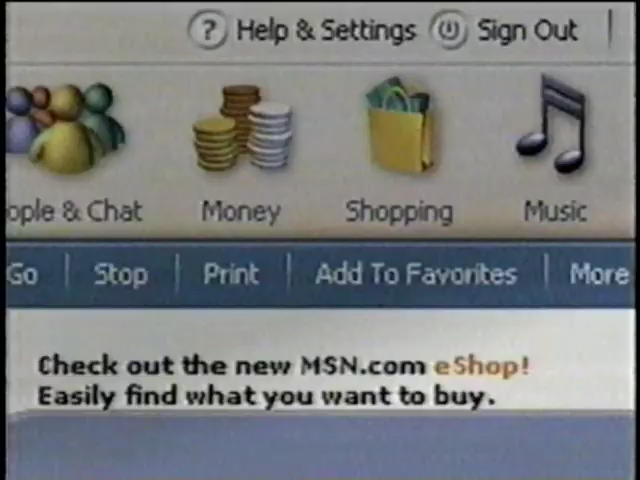 ? Help & Settings Sign Out
ople & Chat Money Shopping Music
Go Stop Print Add To Favorites More
Check out the new MSN.com eShop!
Easily find what you want to buy.